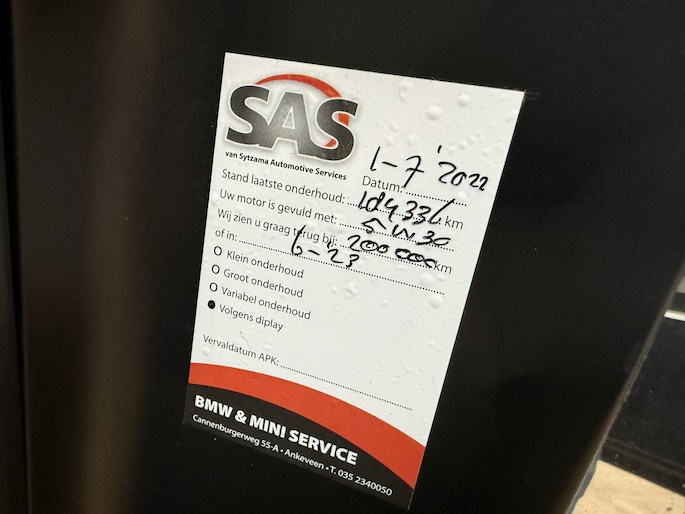 SAS
van Sytzama Automotive Services
Datum: 1-7 '2022
Stand laatste onderhoud: km
Uw motor is gevuld met: 5W30
Wij zien u graag terug bij: 200 000 km
of in: 6-'23
Klein onderhoud
Groot onderhoud
Variabel onderhoud
Volgens diplay
Vervaldatum APK:
BMW & MINI SERVICE
Cannenburgerweg 55-A • Ankeveen • T. 035 2340050